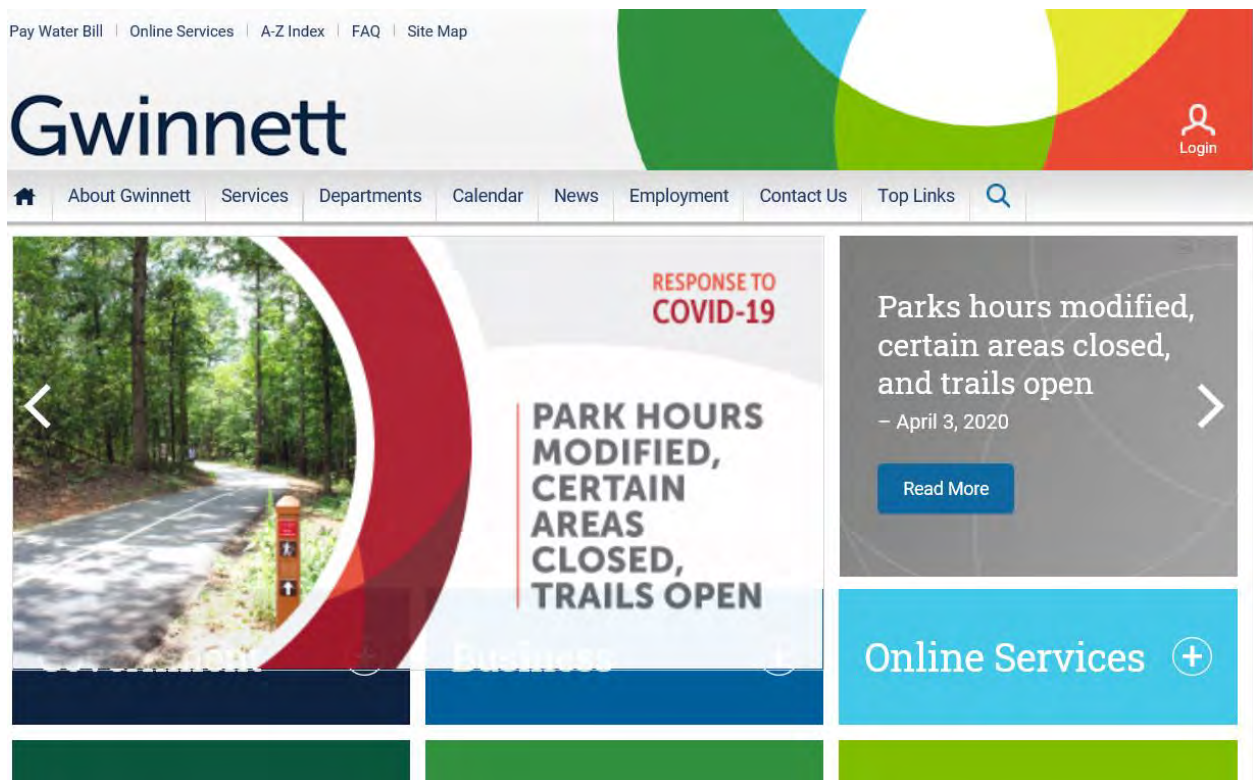 Pay Water Bill | Online Services | A-Z Index | FAQ | Site Map
Gwinnett
Login
About Gwinnett Services Departments Calendar News Employment Contact Us Top Links
RESPONSE TO
COVID-19
PARK HOURS
MODIFIED,
CERTAIN
AREAS
CLOSED,
TRAILS OPEN
Parks hours modified,
certain areas closed,
and trails open
– April 3, 2020
Read More
Government
Business
Online Services